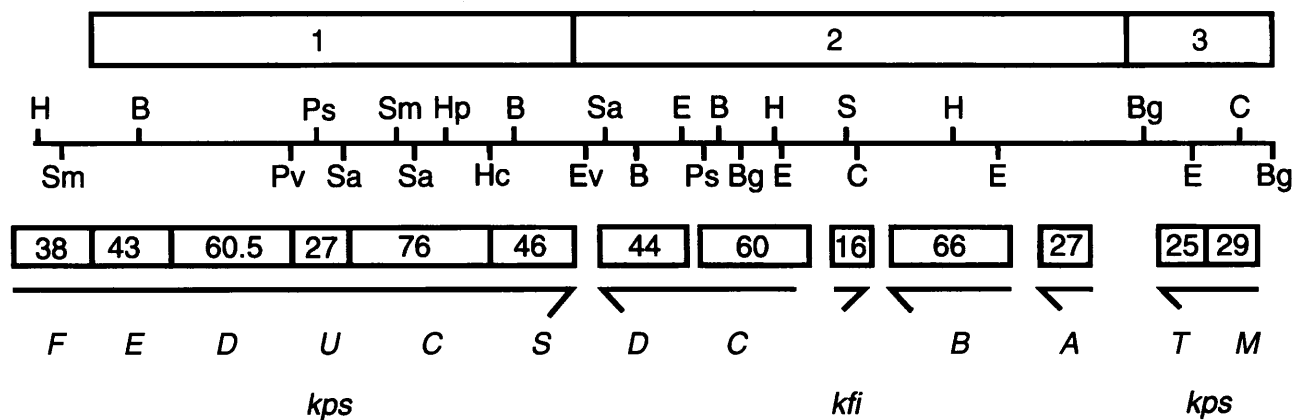 1 2 3
H B Ps Sm Hp B Sa E B H S H Bg C
Sm Pv Sa Sa Hc Ev B Ps Bg E C E E Bg
38 43 60.5 27 76 46 44 60 16 66 27 25 29
F E D U C S D C B A T M
kps kfi kps